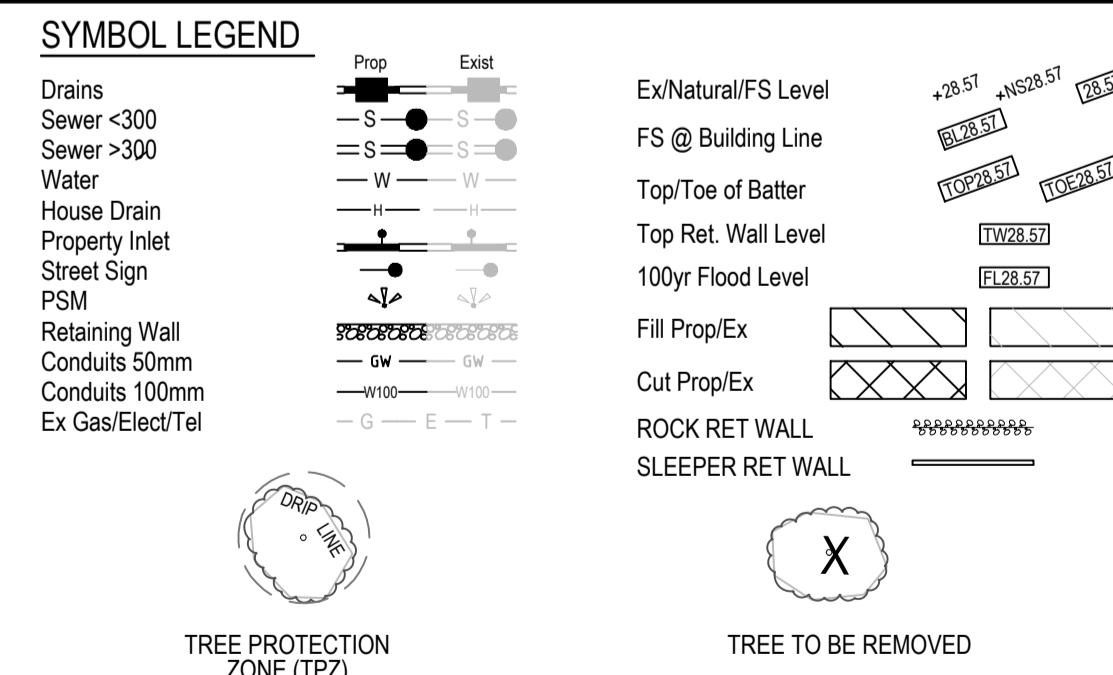 SYMBOL LEGEND
Prop Exist
Drains
Sewer <300 S S
Sewer >300 S S
Water W W
House Drain H H
Property Inlet
Street Sign
PSM
Retaining Wall
Conduits 50mm GW GW
Conduits 100mm W100 W100
Ex Gas/Elect/Tel G E T
DRIP LINE
TREE PROTECTION
ZONE (TPZ)
Ex/Natural/FS Level +28.57 +NS28.57 28.5
FS @ Building Line BL28.57
Top/Toe of Batter TOP28.57 TOE28.57
Top Ret. Wall Level TW28.57
100yr Flood Level FL28.57
Fill Prop/Ex
Cut Prop/Ex
ROCK RET WALL
SLEEPER RET WALL
X
TREE TO BE REMOVED